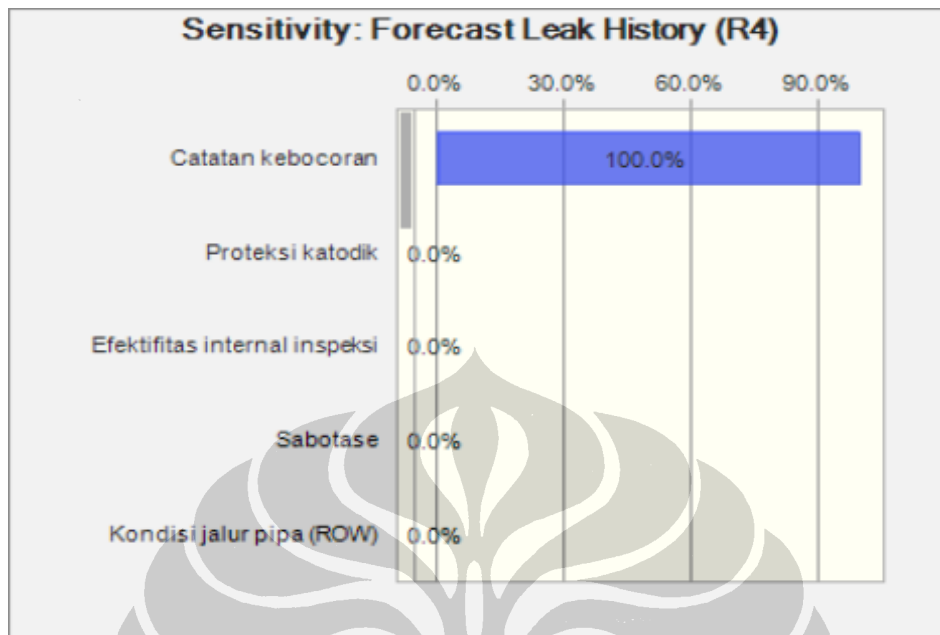 Sensitivity: Forecast Leak History (R4)
0.0% 30.0% 60.0% 90.0%
Catatan kebocoran 100.0%
Proteksi katodik 0.0%
Efektifitas internal inspeksi 0.0%
Sabotase 0.0%
Kondisi jalur pipa (ROW) 0.0%